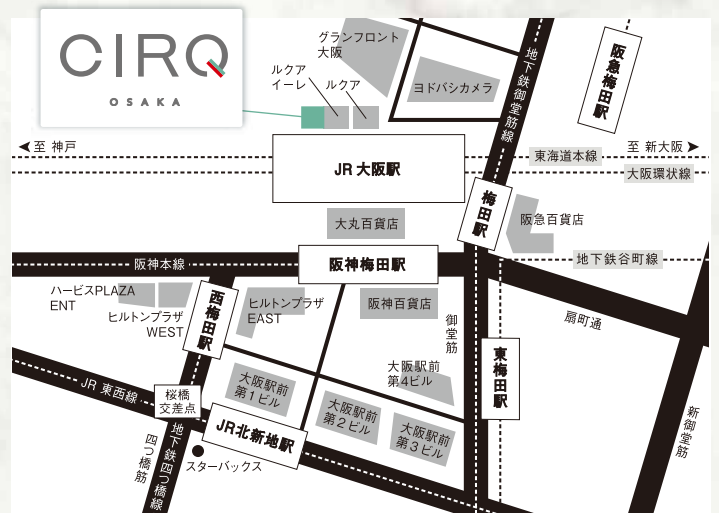 CIRQ
OSAKA
グランフロント
大阪
ルクア
イーレ
ルクア
ヨドバシカメラ
地下鉄御堂筋線
阪急梅田駅
至 神戸
至 新大阪
東海道本線
大阪環状線
JR 大阪駅
梅田駅
大丸百貨店
阪急百貨店
阪神本線
阪神梅田駅
地下鉄谷町線
ハービスPLAZA
ENT
ヒルトンプラザ
WEST
西梅田駅
ヒルトンプラザ
EAST
阪神百貨店
御堂筋
扇町通
東梅田駅
JR 東西線
桜橋
交差点
大阪駅前
第1ビル
大阪駅前
第2ビル
大阪駅前
第3ビル
大阪駅前
第4ビル
JR北新地駅
新御堂筋
四つ橋筋
地下鉄四つ橋線
スターバックス